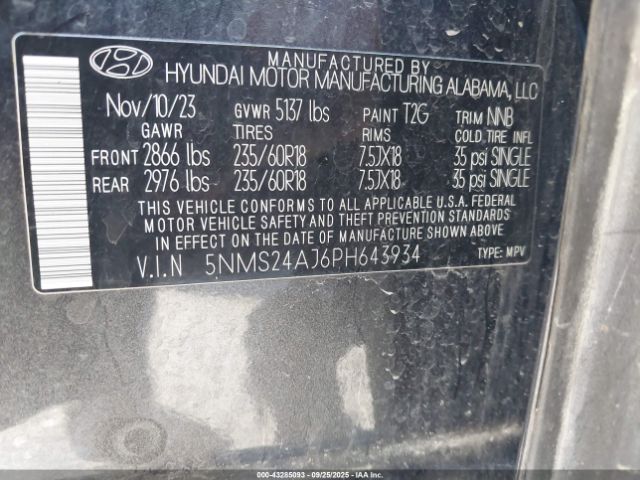 MANUFACTURED BY
HYUNDAI MOTOR MANUFACTURING ALABAMA, LLC
Nov/10/23 GVWR 5137 lbs PAINT T2G TRIM NNB
GAWR TIRES RIMS COLD TIRE INFL
FRONT 2866 lbs 235/60R18 7.5JX18 35 psi SINGLE
REAR 2976 lbs 235/60R18 7.5JX18 35 psi SINGLE
THIS VEHICLE CONFORMS TO ALL APPLICABLE U.S.A. FEDERAL
MOTOR VEHICLE SAFETY AND THEFT PREVENTION STANDARDS
IN EFFECT ON THE DATE OF MANUFACTURE SHOWN ABOVE.
V.I.N 5NMS24AJ6PH643934 TYPE: MPV
© - 43285093 - 09/25/2025 - IAAI.COM